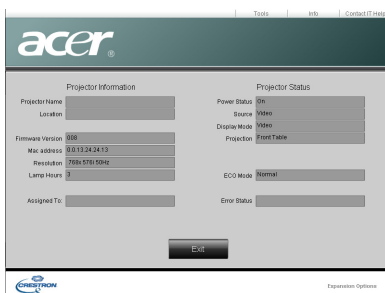 Tools Info Contact IT Help
acer®
Projector Information
Projector Name
Location
Firmware Version 008
Mac address 0.0.13.24.24.13
Resolution 768x 576i 50Hz
Lamp Hours 3
Assigned To:
Projector Status
Power Status On
Source Video
Display Mode Video
Projection Front Table
ECO Mode Normal
Error Status
Exit
CRESTRON
Expansion Options